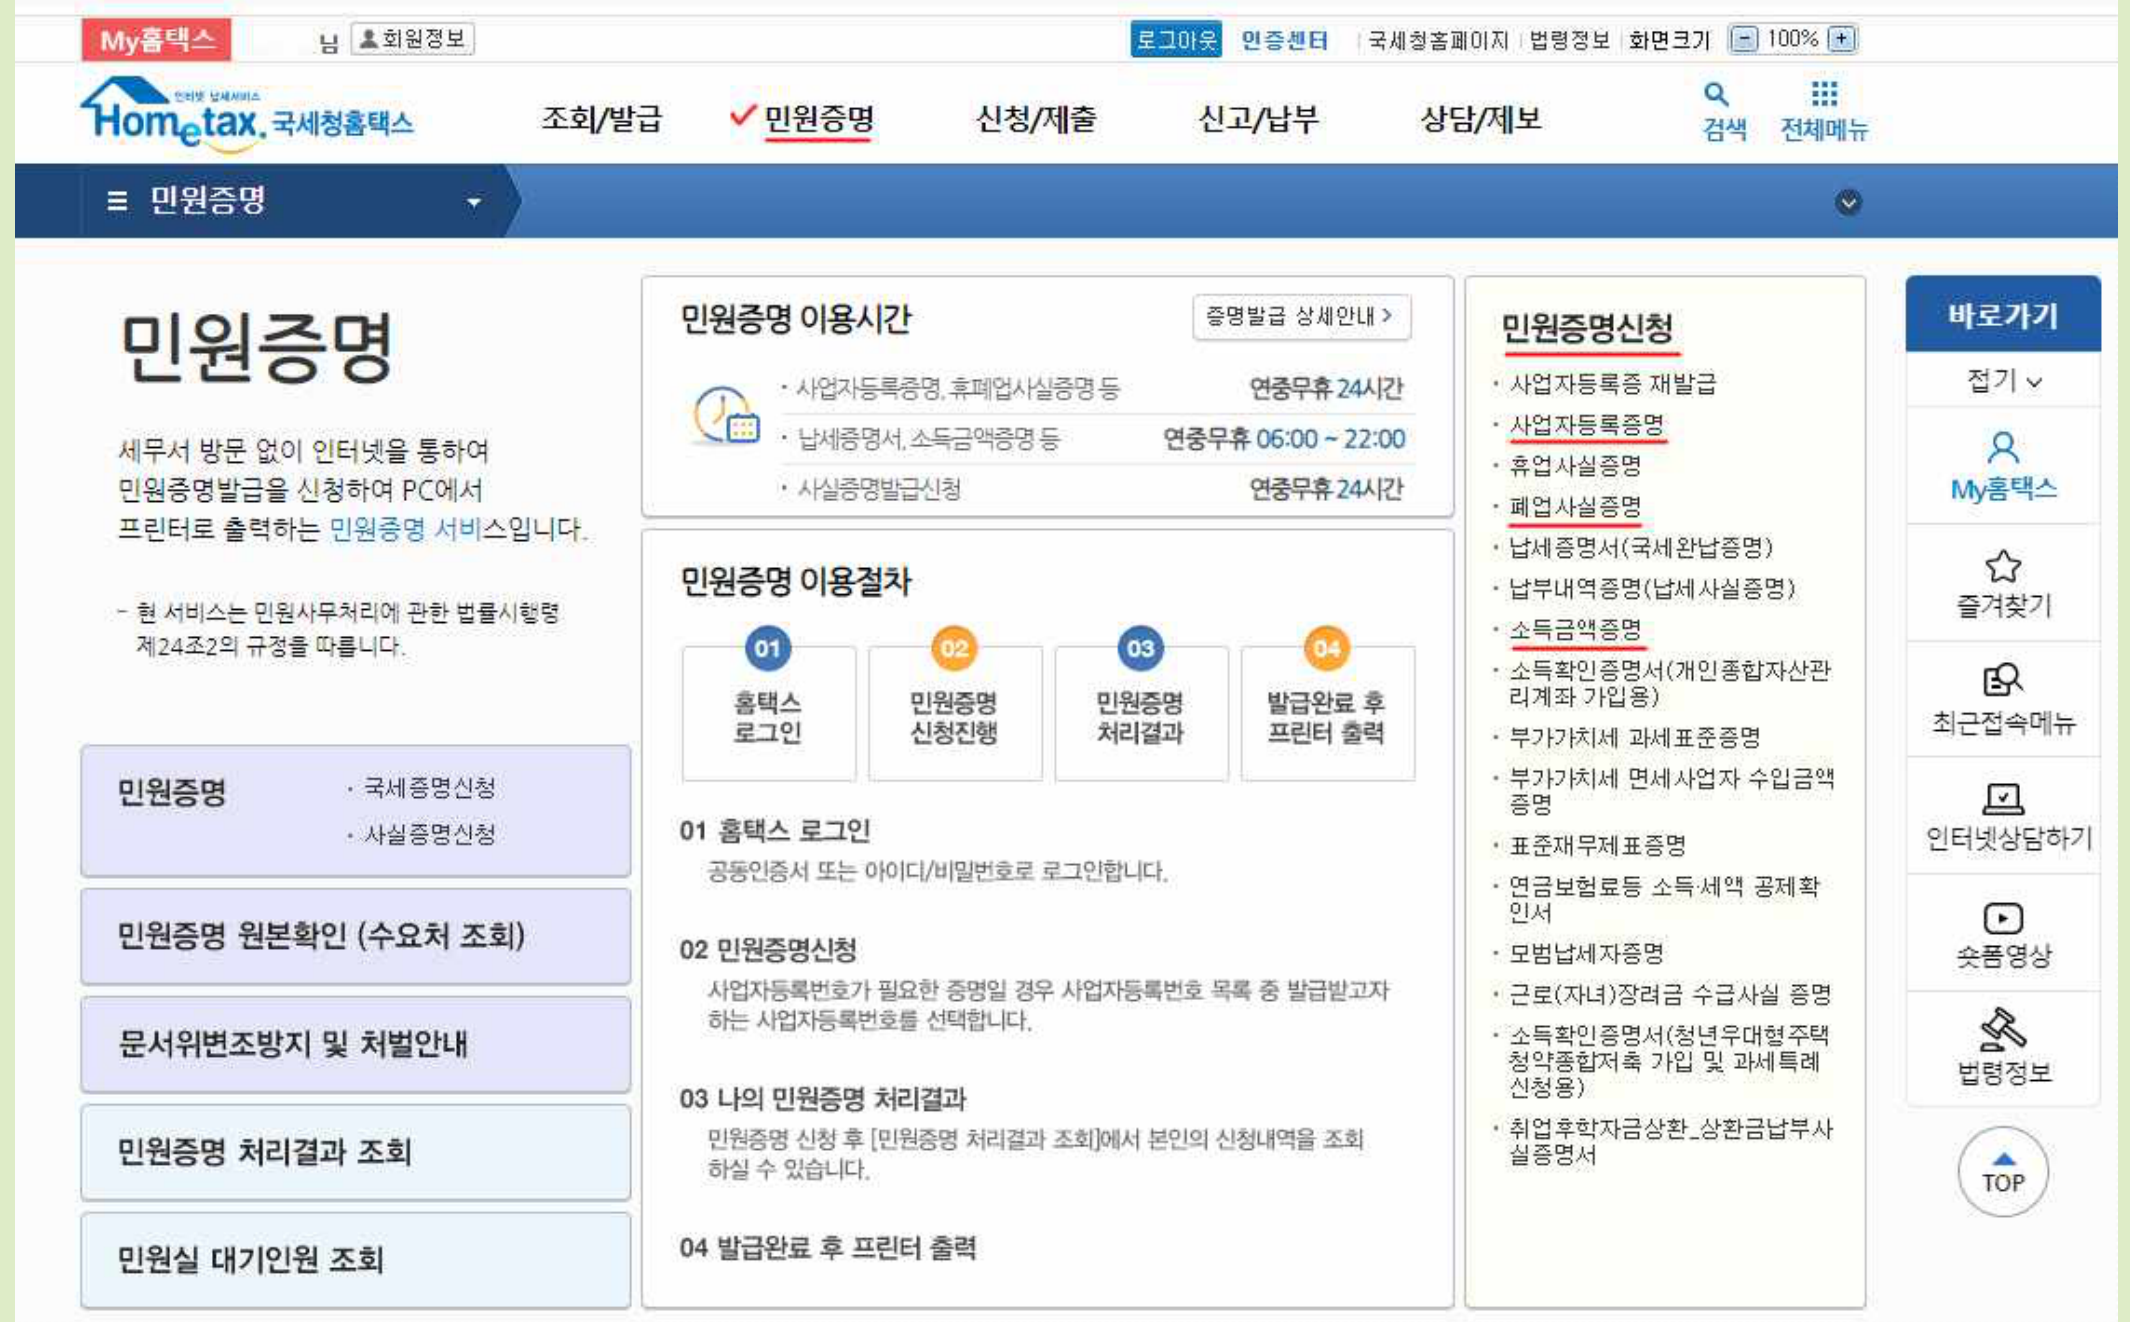 My홈택스
님 회원정보
로그아웃 인증센터 국세청홈페이지 법령정보 화면크기 - 100% +
인터넷 납세서비스
Hometax. 국세청홈택스
조회/발급 민원증명 신청/제출 신고/납부 상담/제보
검색 전체메뉴
민원증명
민원증명
세무서 방문 없이 인터넷을 통하여
민원증명발급을 신청하여 PC에서
프린터로 출력하는 민원증명 서비스입니다.
- 현 서비스는 민원사무처리에 관한 법률시행령
제24조2의 규정을 따릅니다.
민원증명
· 국세증명신청
· 사실증명신청
민원증명 원본확인 (수요처 조회)
문서위변조방지 및 처벌안내
민원증명 처리결과 조회
민원실 대기인원 조회
민원증명 이용시간
증명발급 상세안내 >
· 사업자등록증명, 휴폐업사실증명 등 연중무휴 24시간
· 납세증명서, 소득금액증명 등 연중무휴 06:00 ~ 22:00
· 사실증명발급신청 연중무휴 24시간
민원증명 이용절차
01 02 03 04
홈택스 민원증명 민원증명 발급완료 후
로그인 신청진행 처리결과 프린터 출력
01 홈택스 로그인
공동인증서 또는 아이디/비밀번호로 로그인합니다.
02 민원증명신청
사업자등록번호가 필요한 증명일 경우 사업자등록번호 목록 중 발급받고자
하는 사업자등록번호를 선택합니다.
03 나의 민원증명 처리결과
민원증명 신청 후 [민원증명 처리결과 조회]에서 본인의 신청내역을 조회
하실 수 있습니다.
04 발급완료 후 프린터 출력
민원증명신청
· 사업자등록증 재발급
· 사업자등록증명
· 휴업사실증명
· 폐업사실증명
· 납세증명서(국세완납증명)
· 납부내역증명(납세사실증명)
· 소득금액증명
· 소득확인증명서(개인종합자산관
리계좌 가입용)
· 부가가치세 과세표준증명
· 부가가치세 면세사업자 수입금액
증명
· 표준재무제표증명
· 연금보험료등 소득·세액 공제확
인서
· 모범납세자증명
· 근로(자녀)장려금 수급사실 증명
· 소득확인증명서(청년우대형주택
청약종합저축 가입 및 과세특례
신청용)
· 취업후학자금상환_상환금납부사
실증명서
바로가기
접기
My홈택스
즐겨찾기
최근접속메뉴
인터넷상담하기
숏폼영상
법령정보
TOP